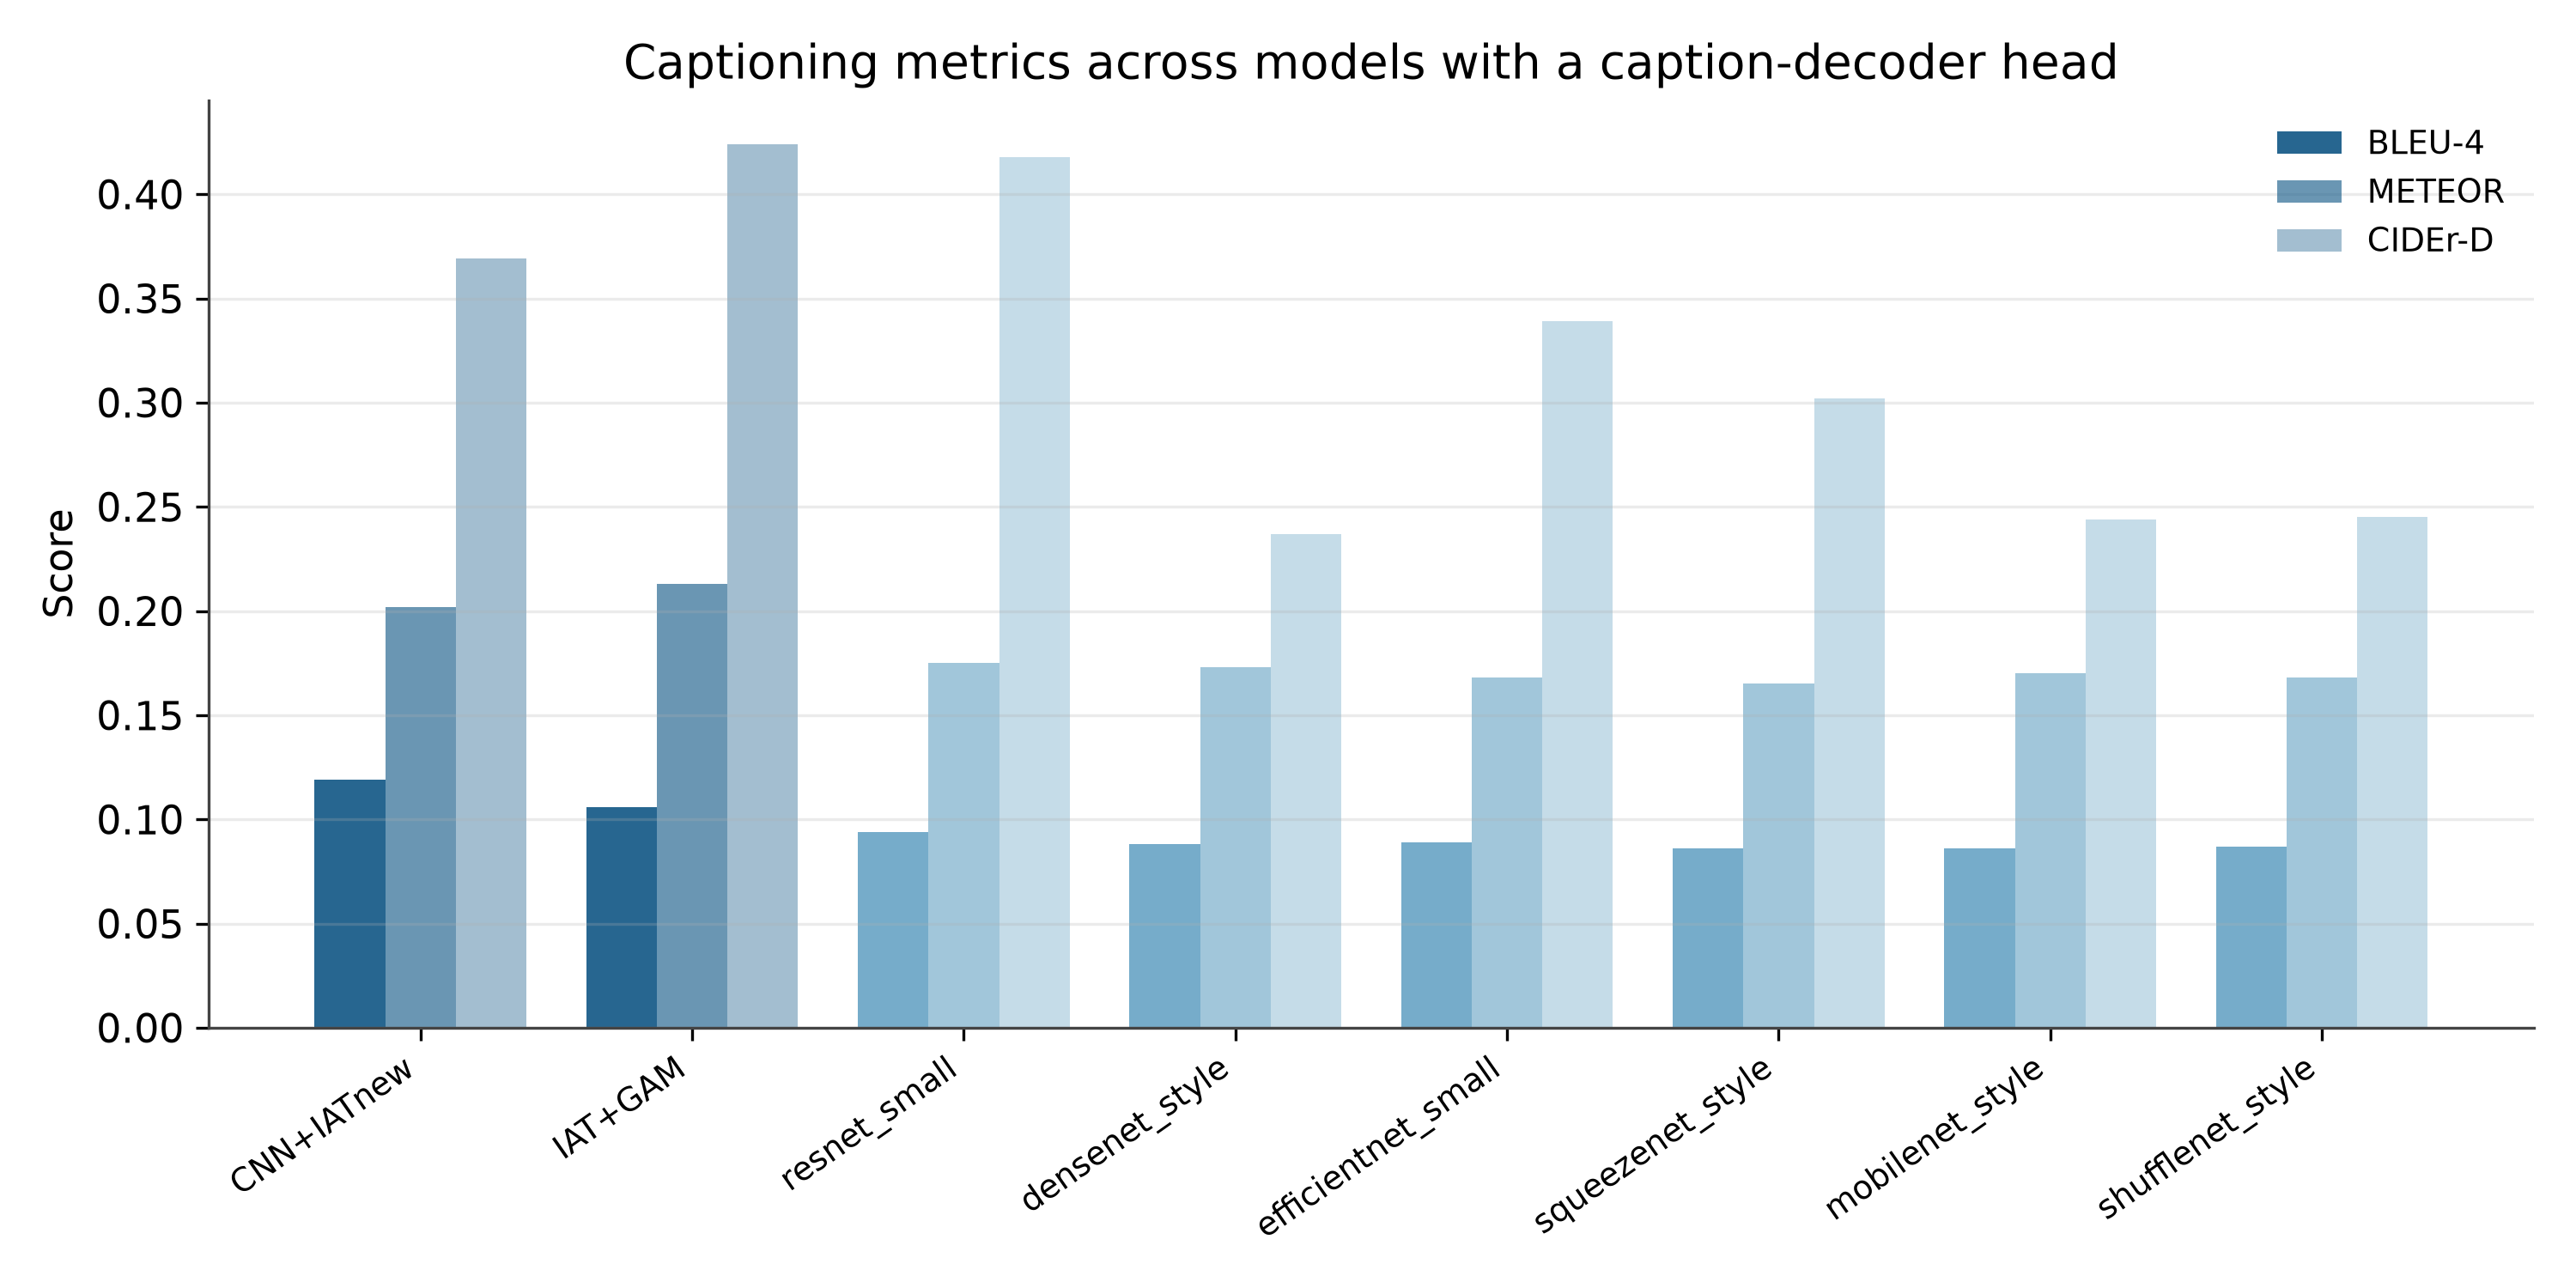 Captioning metrics across models with a caption-decoder head
BLEU-4
METEOR
CIDEr-D
Score
0.40
0.35
0.30
0.25
0.20
0.15
0.10
0.05
0.00
CNN+IATnew
IAT+GAM
resnet_small
densenet_style
efficientnet_small
squeezenet_style
mobilenet_style
shufflenet_style